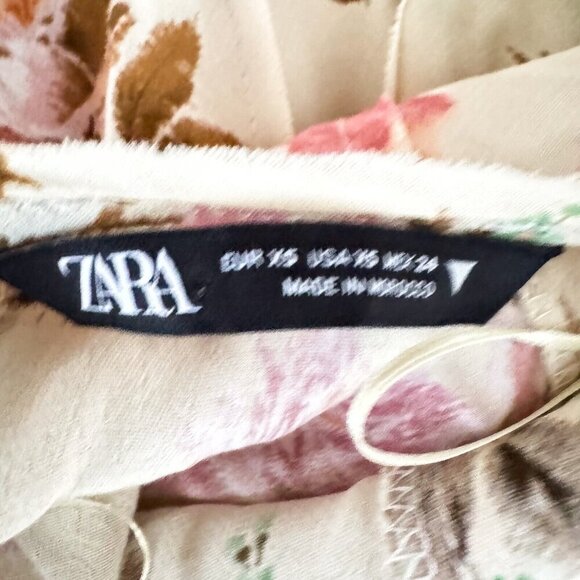 ZARA
EUR XS USA XS MEX 24
MADE IN MOROCCO